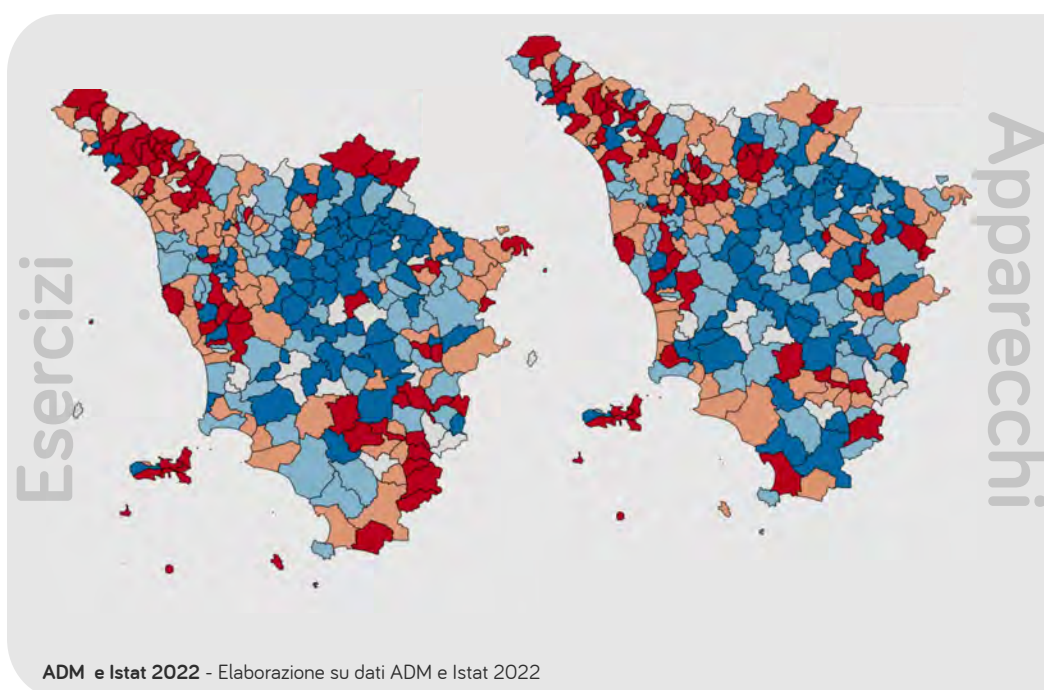 Esercizi
Apparecchi
ADM e Istat 2022 - Elaborazione su dati ADM e Istat 2022